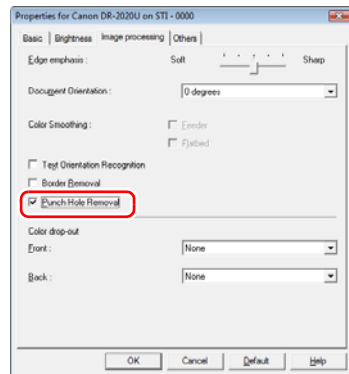 Properties for Canon DR-2020U on STI - 0000
Basic Brightness Image processing Others
Edge emphasis : Soft Sharp
Document Orientation : 0 degrees
Color Smoothing : Feeder
Flatbed
Text Orientation Recognition
Border Removal
Punch Hole Removal
Color drop-out
Front : None
Back : None
OK Cancel Default Help